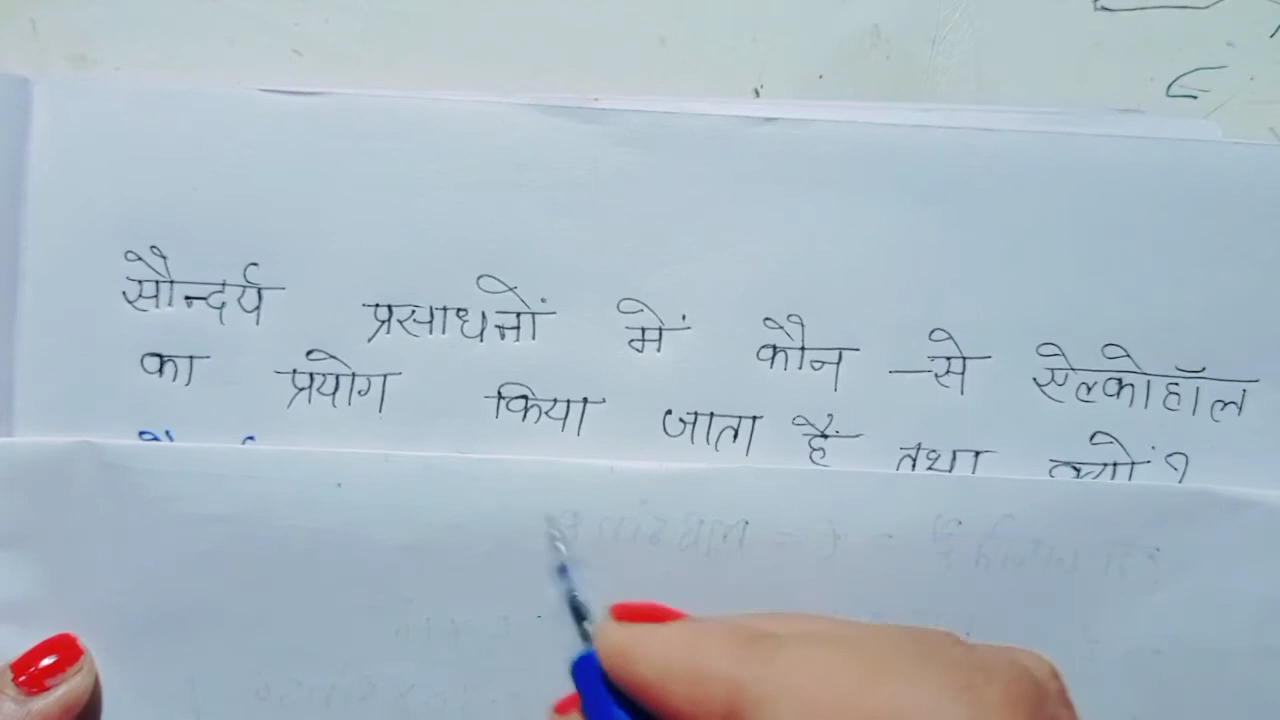 सौन्दर्य प्रसाधनों में कौन-से ऐल्कोहॉल
का प्रयोग किया जाता हैं तथा क्यों?